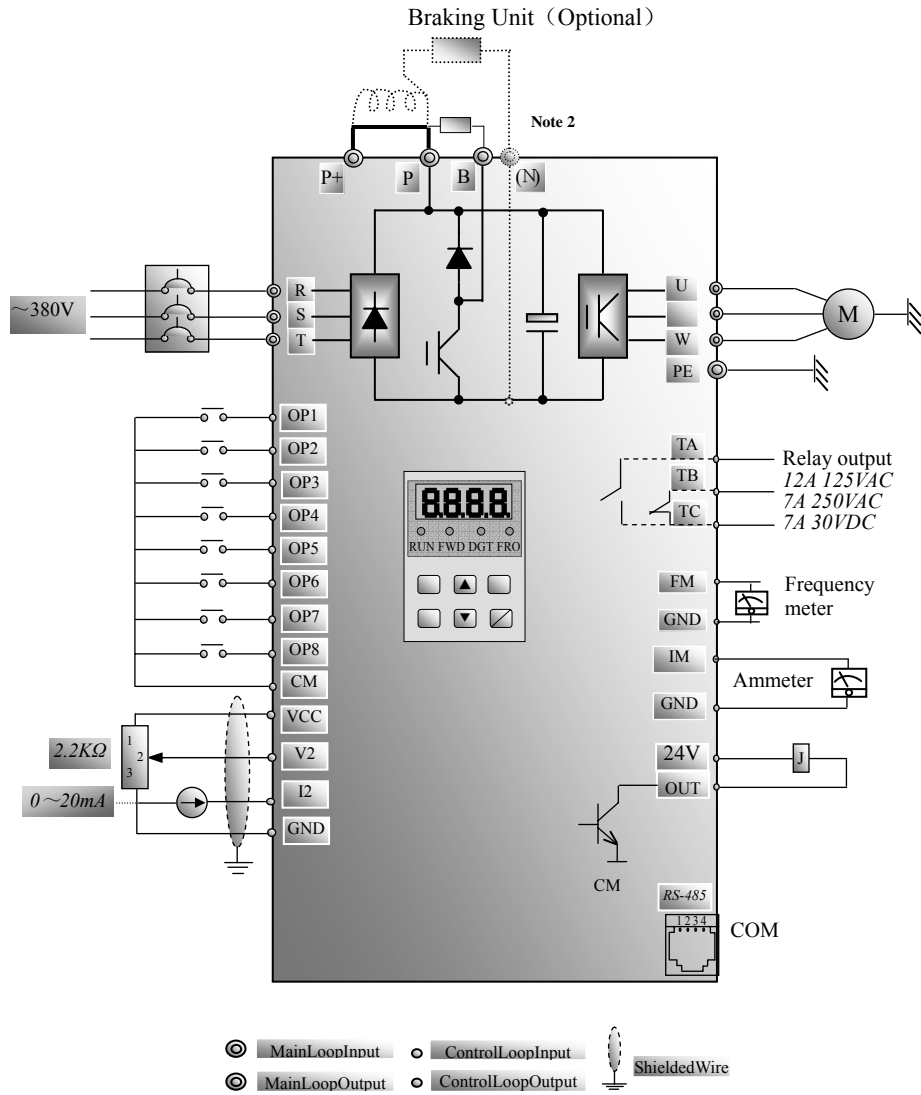 Braking Unit（Optional）
Note 2
P+ P B (N)
～380V
R
S
T
U
W
PE
M
OP1
OP2
OP3
OP4
OP5
OP6
OP7
OP8
CM
VCC
V2
I2
GND
2.2KΩ
1
2
3
0～20mA
8.8.8.8.
RUN FWD DGT FRO
TA
TB
TC
Relay output
12A 125VAC
7A 250VAC
7A 30VDC
FM
GND
Frequency
meter
IM
GND
Ammeter
24V
OUT
J
CM
RS-485
1234
COM
MainLoopInput
ControlLoopInput
MainLoopOutput
ControlLoopOutput
ShieldedWire